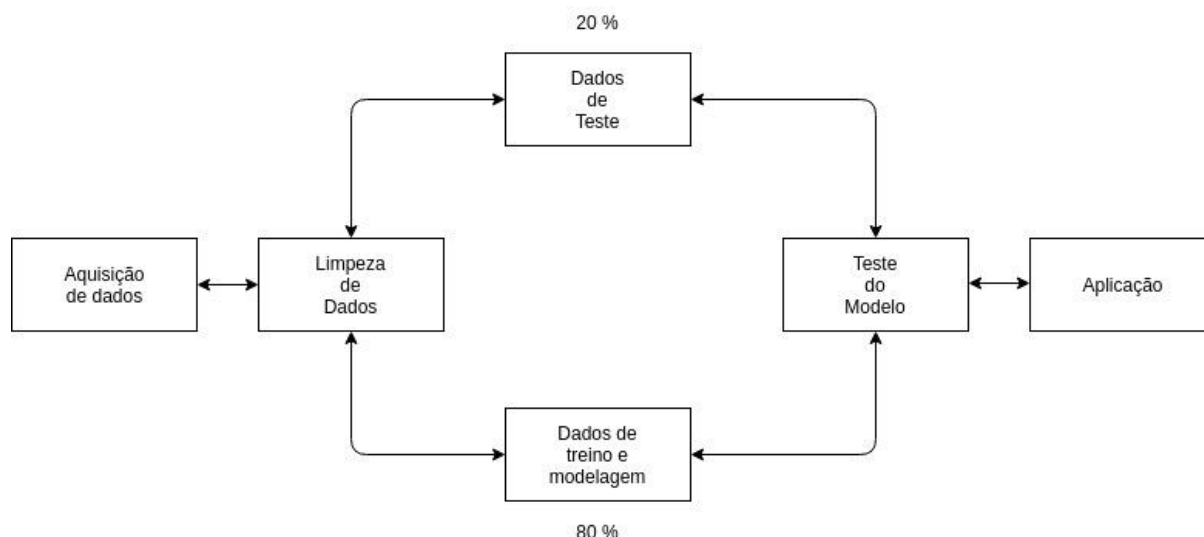 20 %
Dados
de
Teste
Aquisição
de dados
Limpeza
de
Dados
Teste
do
Modelo
Aplicação
Dados de
treino e
modelagem
80 %